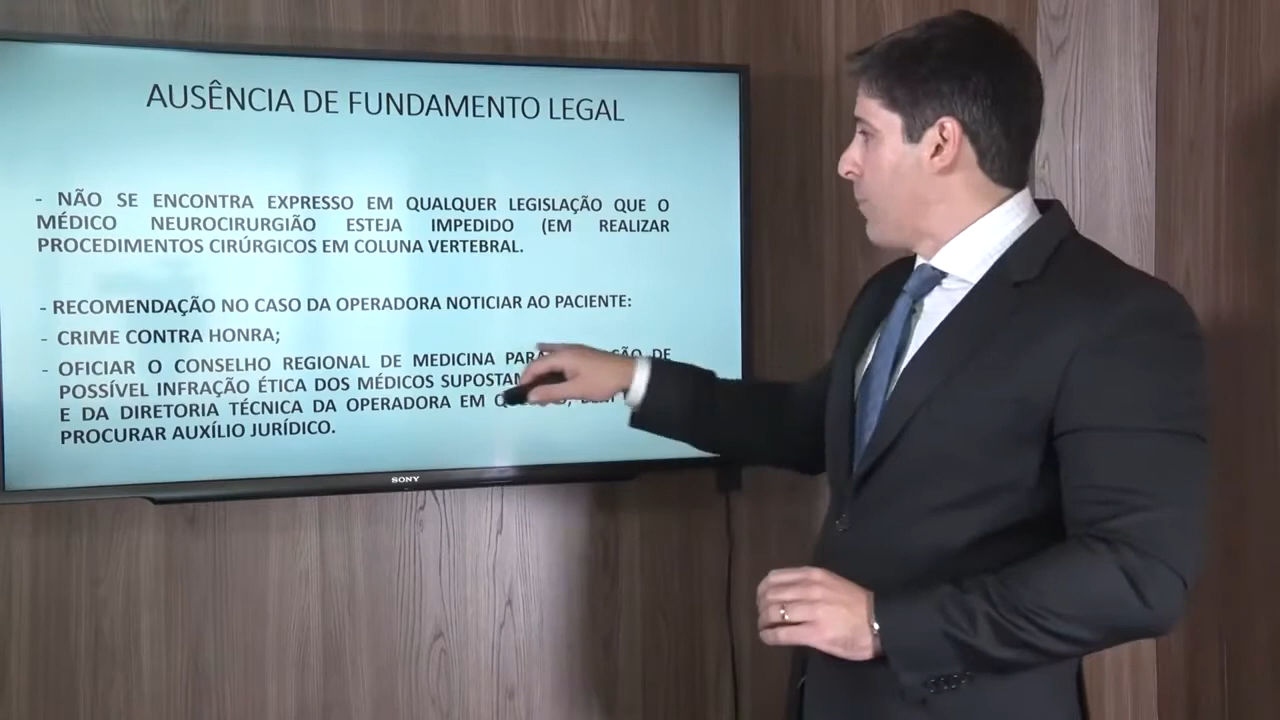 AUSÊNCIA DE FUNDAMENTO LEGAL
- NÃO SE ENCONTRA EXPRESSO EM QUALQUER LEGISLAÇÃO QUE O
MÉDICO NEUROCIRURGIÃO ESTEJA IMPEDIDO (EM REALIZAR
PROCEDIMENTOS CIRÚRGICOS EM COLUNA VERTEBRAL.
- RECOMENDAÇÃO NO CASO DA OPERADORA NOTICIAR AO PACIENTE:
- CRIME CONTRA HONRA;
- OFICIAR O CONSELHO REGIONAL DE MEDICINA PARA DE
POSSÍVEL INFRAÇÃO ÉTICA DOS MÉDICOS
E DA DIRETORIA TÉCNICA DA OPERADORA EM
PROCURAR AUXÍLIO JURÍDICO.
SONY